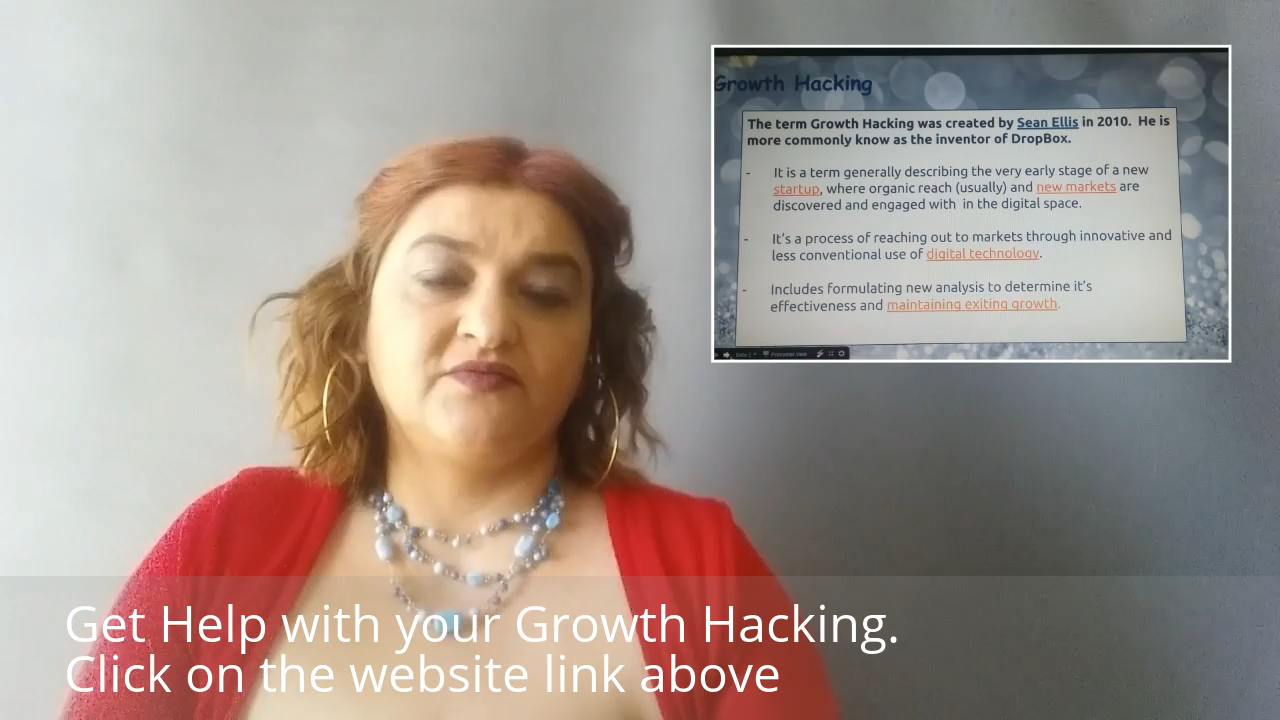 Growth Hacking
The term Growth Hacking was created by Sean Ellis in 2010. He is
more commonly know as the inventor of DropBox.
- It is a term generally describing the very early stage of a new
startup, where organic reach (usually) and new markets are
discovered and engaged with in the digital space.
- It's a process of reaching out to markets through innovative and
less conventional use of digital technology.
- Includes formulating new analysis to determine it's
effectiveness and maintaining exiting growth.
Get Help with your Growth Hacking.
Click on the website link above